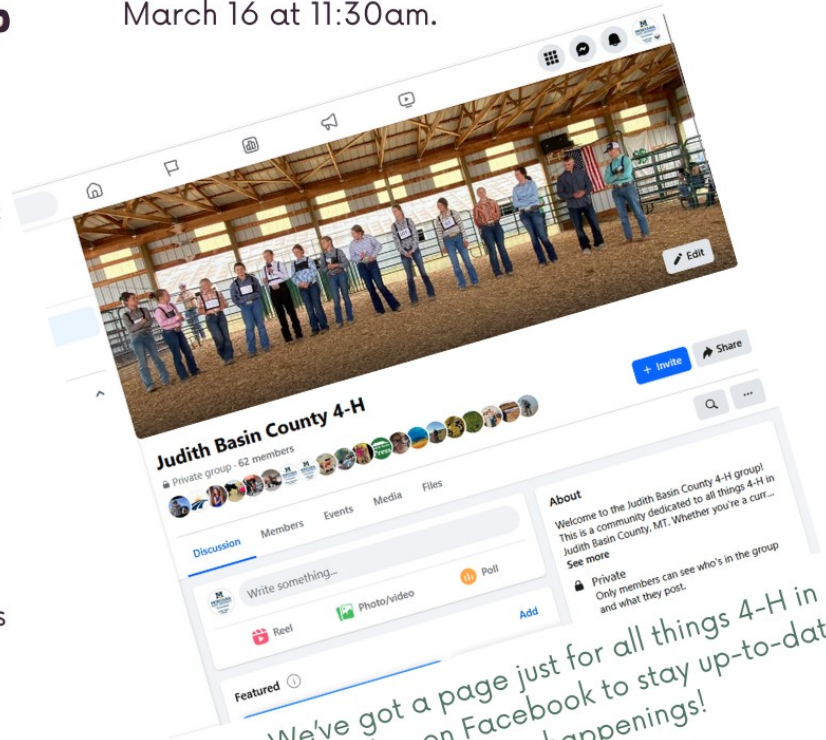 March 16 at 11:30am.
Edit
+ Invite
Share
Judith Basin County 4-H
Private group · 62 members
Discussion
Members
Events
Media
Files
Write something...
Reel
Photo/video
Poll
Add
Featured
About
Welcome to the Judith Basin County 4-H group!
This is a community dedicated to all things 4-H in
Judith Basin County, MT. Whether you're a curr...
See more
Private
Only members can see who's in the group
and what they post.
We've got a page just for all things 4-H in
on Facebook to stay up-to-dat
happenings!